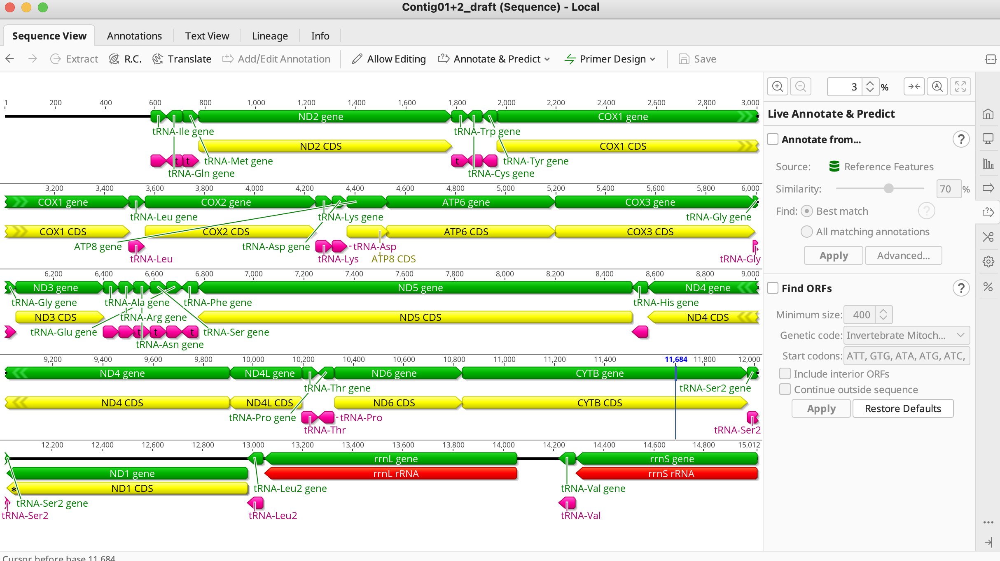 Contig01+2_draft (Sequence) - Local
Sequence View Annotations Text View Lineage Info
Extract R.C. Translate Add/Edit Annotation Allow Editing Annotate & Predict Primer Design Save
1 200 400 600 800 1,000 1,200 1,400 1,600 1,800 2,000 2,200 2,400 2,600 2,800 3,000
ND2 gene COX1 gene
tRNA-Ile gene tRNA-Trp gene
ND2 CDS COX1 CDS
t t tRNA-Met gene t tRNA-Tyr gene
tRNA-Gln gene tRNA-Cys gene
3,200 3,400 3,600 3,800 4,000 4,200 4,400 4,600 4,800 5,000 5,200 5,400 5,600 5,800 6,000
COX1 gene COX2 gene ATP6 gene COX3 gene
tRNA-Leu gene tRNA-Lys gene tRNA-Gly gene
COX1 CDS COX2 CDS ATP6 CDS COX3 CDS
ATP8 gene tRNA-Asp gene tRNA-Asp
tRNA-Leu tRNA-Lys ATP8 CDS tRNA-Gly
6,200 6,400 6,600 6,800 7,000 7,200 7,400 7,600 7,800 8,000 8,200 8,400 8,600 8,800 9,000
ND3 gene ND5 gene ND4 gene
tRNA-Gly gene tRNA-Ala gene tRNA-Phe gene tRNA-His gene
ND3 CDS tRNA-Arg gene ND5 CDS ND4 CDS
tRNA-Glu gene t t t tRNA-Ser gene
tRNA-Asn gene
9,200 9,400 9,600 9,800 10,000 10,200 10,400 10,600 10,800 11,000 11,200 11,400 11,684 11,800 12,000
ND4 gene ND4L gene ND6 gene CYTB gene
tRNA-Thr gene tRNA-Ser2 gene
ND4 CDS ND4L CDS ND6 CDS CYTB CDS
tRNA-Pro gene tRNA-Pro
tRNA-Thr tRNA-Ser2
12,200 12,400 12,600 12,800 13,000 13,200 13,400 13,600 13,800 14,000 14,200 14,400 14,600 14,800 15,012
rrnL gene rrnS gene
ND1 gene rrnL rRNA rrnS rRNA
* ND1 CDS tRNA-Leu2 gene tRNA-Val gene
tRNA-Ser2 gene
tRNA-Ser2 tRNA-Leu2 tRNA-Val
3 %
Live Annotate & Predict
Annotate from... ?
Source: Reference Features
Similarity: 70 %
Find: Best match ?
All matching annotations
Apply Advanced...
Find ORFs ?
Minimum size: 400
Genetic code: Invertebrate Mitoch...
Start codons: ATT, GTG, ATA, ATG, ATC,
Include interior ORFs
Continue outside sequence
Apply Restore Defaults
Cursor before base 11,684